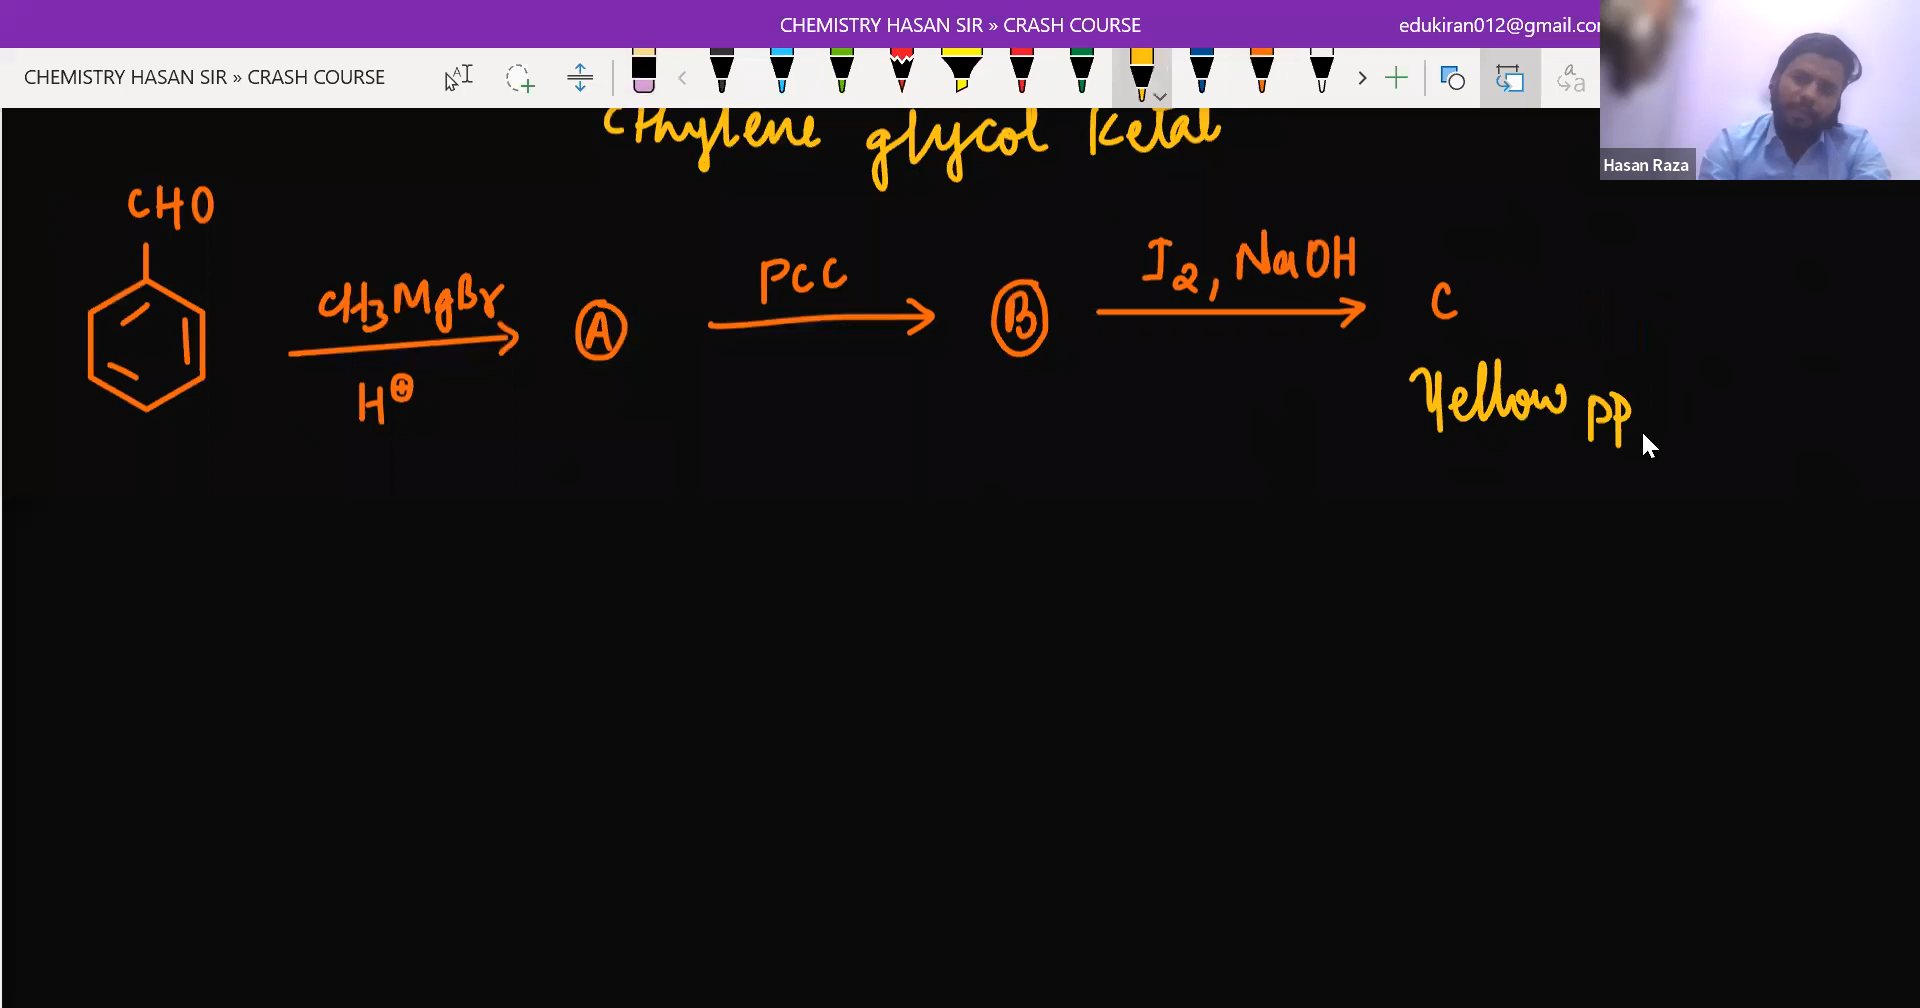 CHEMISTRY HASAN SIR » CRASH COURSE
edukiran012@gmail.co
CHEMISTRY HASAN SIR » CRASH COURSE
Hasan Raza
Ethylene glycol Ketal
CHO
CH3MgBr
H⊕
A
PCC
B
I2, NaOH
C
Yellow PP